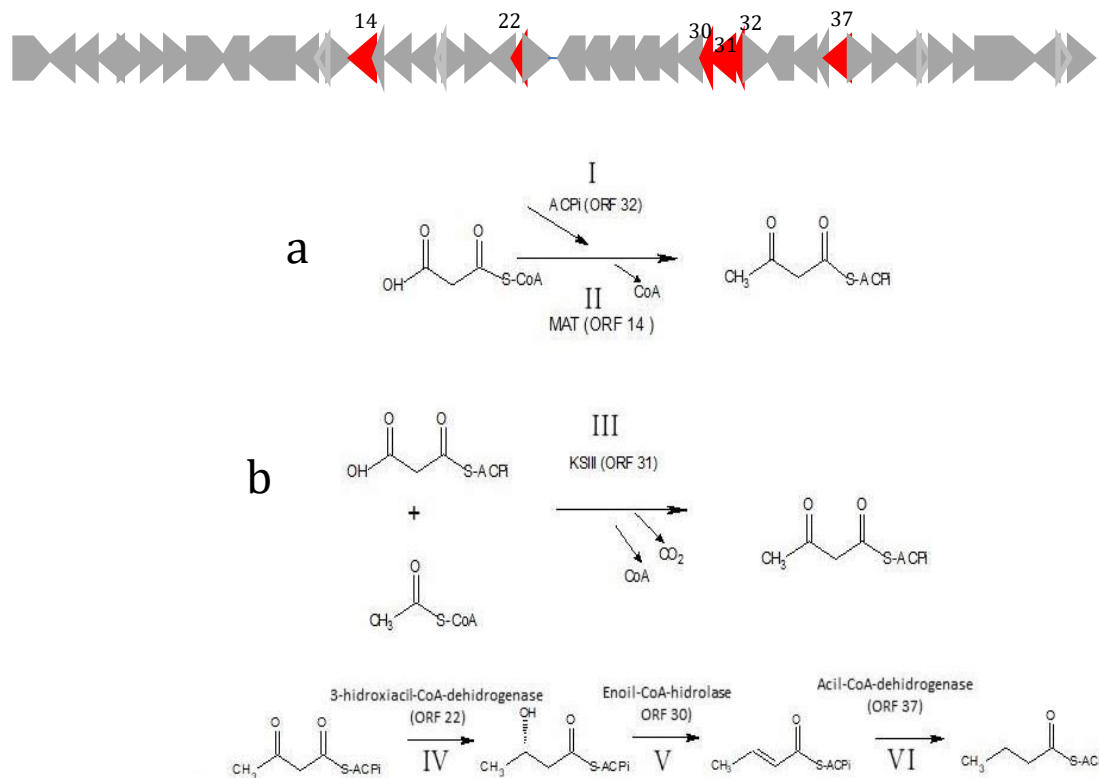 14
22
30
31
32
37
a
I
ACPi (ORF 32)
O O
OH S-CoA
CoA
II
MAT (ORF 14 )
O O
CH3 S-ACPi
b
O O
OH S-ACPi
+
O
CH3 S-CoA
III
KSIII (ORF 31)
CoA CO2
O O
CH3 S-ACPi
3-hidroxiacil-CoA-dehidrogenase
(ORF 22)
IV
Enoil-CoA-hidrolase
ORF 30)
V
Acil-CoA-dehidrogenase
(ORF 37)
VI
O O
CH3 S-ACPi
OH O
CH3 S-ACPi
O
CH3 S-ACPi
O
CH3 S-AC